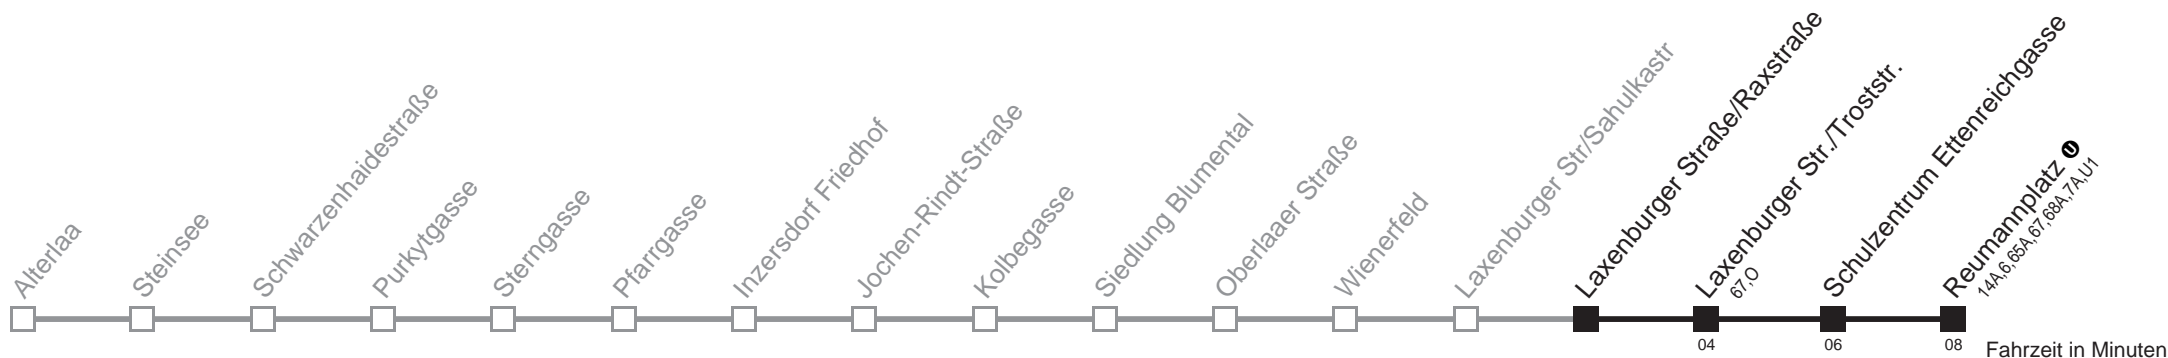 Alterlaa
Steinsee
Schwarzenhaidestraße
Purkytgasse
Sterngasse
Pfarrgasse
Inzersdorf Friedhof
Jochen-Rindt-Straße
Kolbegasse
Siedlung Blumental
Oberlaaer Straße
Wienerfeld
Laxenburger Str/Sahulkastr
Laxenburger Straße/Raxstraße
Laxenburger Str./Troststr.
67,O
Schulzentrum Ettenreichgasse
Reumannplatz U
14A,6,65A,67,68A,7A,U1
04
06
08
Fahrzeit in Minuten